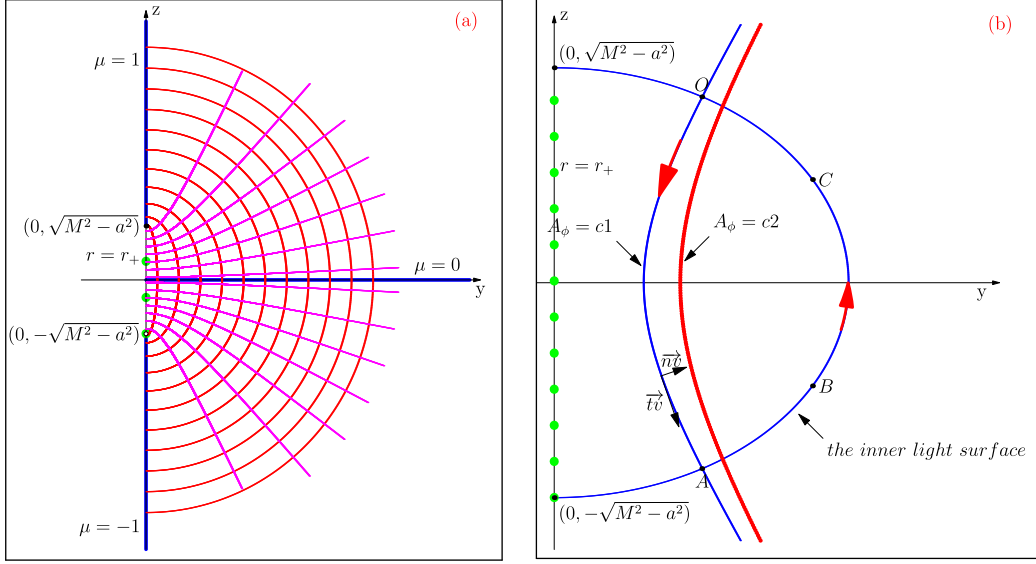 z
(a)
μ = 1
(0, √M² − a²)
r = r₊
μ = 0
y
(0, −√M² − a²)
μ = −1
z
(b)
(0, √M² − a²)
O
r = r₊
C
A_ϕ = c1
A_ϕ = c2
y
→nv
→tv
B
the inner light surface
A
(0, −√M² − a²)